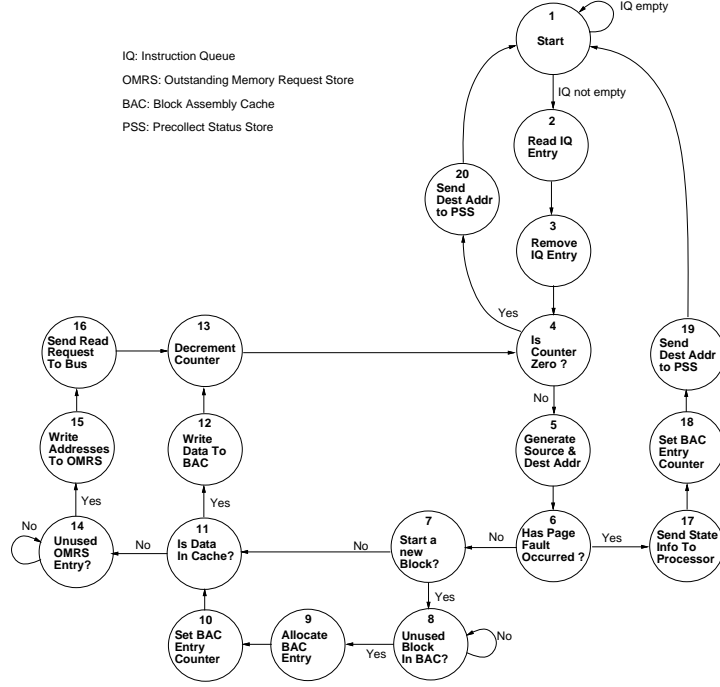 1
Start
IQ empty
IQ: Instruction Queue
OMRS: Outstanding Memory Request Store
BAC: Block Assembly Cache
PSS: Precollect Status Store
IQ not empty
2
Read IQ
Entry
20
Send
Dest Addr
to PSS
3
Remove
IQ Entry
Yes
4
Is
Counter
Zero ?
No
16
Send Read
Request
To Bus
13
Decrement
Counter
19
Send
Dest Addr
to PSS
15
Write
Addresses
To OMRS
12
Write
Data To
BAC
5
Generate
Source &
Dest Addr
18
Set BAC
Entry
Counter
Yes
Yes
No
14
Unused
OMRS
Entry?
No
11
Is Data
In Cache?
No
7
Start a
new
Block?
No
6
Has Page
Fault
Occurred ?
Yes
17
Send State
Info To
Processor
Yes
10
Set BAC
Entry
Counter
9
Allocate
BAC
Entry
Yes
8
Unused
Block
In BAC?
No